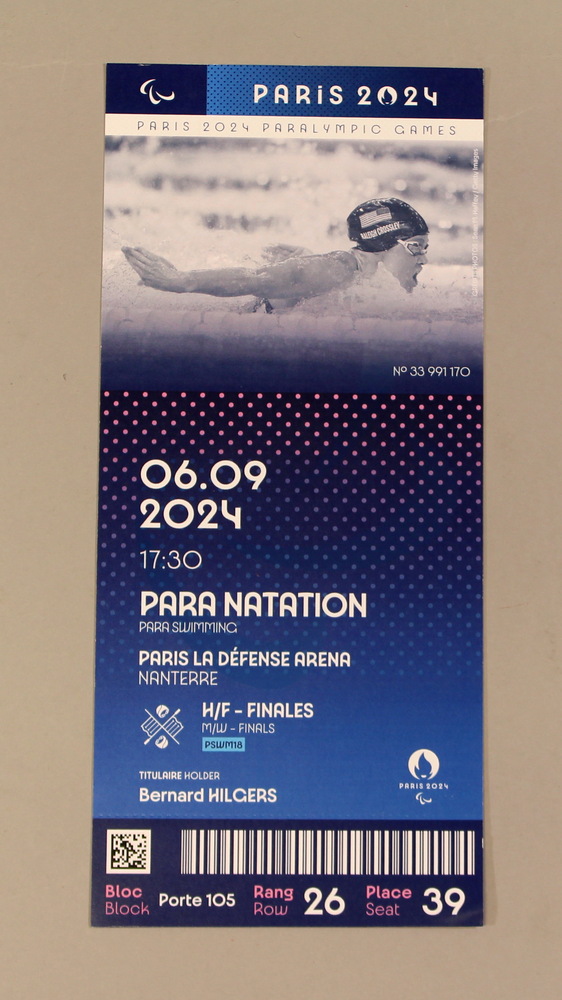 PARiS 2024
PARIS 2024 PARALYMPIC GAMES
RALEIGH CROSSLEY
Nº 33 991 170
06.09
2024
17:30
PARA NATATION
PARA SWIMMING
PARIS LA DÉFENSE ARENA
NANTERRE
H/F - FINALES
M/W - FINALS
PSWM18
TITULAIRE HOLDER
Bernard HILGERS
PARIS 2024
Bloc
Block
Porte 105
Rang
Row
26
Place
Seat
39